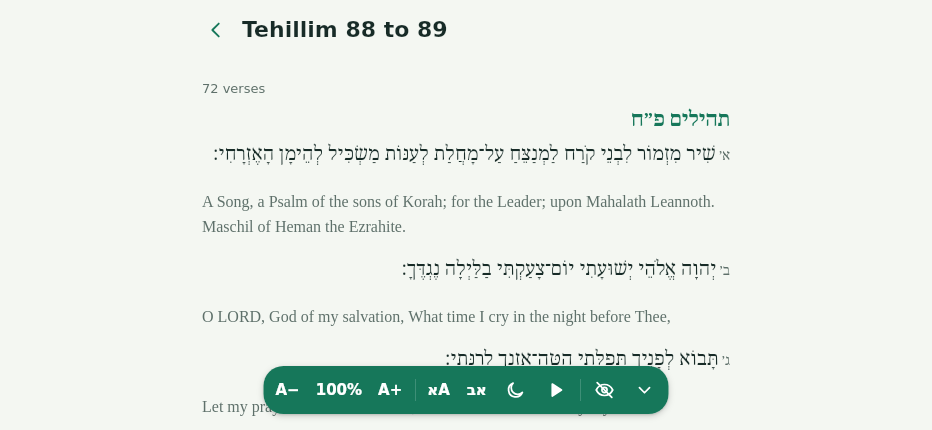 Tehillim 88 to 89
72 verses
תהילים פ״ח
א׳ שִׁיר מִזְמוֹר לִבְנֵי קֹרַח לַמְנַצֵּחַ עַל־מָחֲלַת לְעַנּוֹת מַשְׂכִּיל לְהֵימָן הָאֶזְרָחִי׃
A Song, a Psalm of the sons of Korah; for the Leader; upon Mahalath Leannoth.
Maschil of Heman the Ezrahite.
ב׳ יְהוָה אֱלֹהֵי יְשׁוּעָתִי יוֹם־צָעַקְתִּי בַלַּיְלָה נֶגְדֶּךָ׃
O LORD, God of my salvation, What time I cry in the night before Thee,
ג׳ תָּבוֹא לְפָנֶיךָ תְּפִלָּתִי הַטֵּה־אָזְנְךָ לְרִנָּתִי׃
A− 100% A+ אA אב
Let my